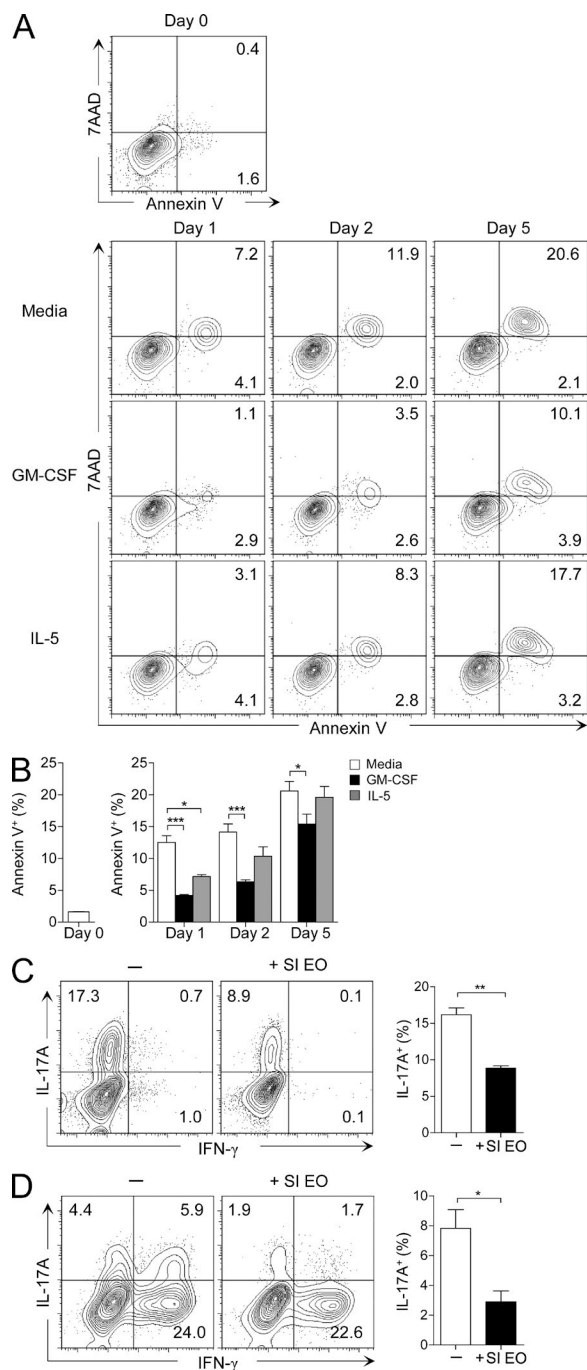 A
Day 0
0.4
7AAD
1.6
Annexin V
Day 1 Day 2 Day 5
Media
7.2 11.9 20.6
4.1 2.0 2.1
GM-CSF
7AAD
1.1 3.5 10.1
2.9 2.6 3.9
IL-5
3.1 8.3 17.7
4.1 2.8 3.2
Annexin V
B
Annexin V+ (%)
25
20
15
10
5
0
Day 0
Annexin V+ (%)
25
20
15
10
5
0
* *** *** *
Media
GM-CSF
IL-5
Day 1 Day 2 Day 5
C
— + SI EO
17.3 0.7 8.9 0.1
IL-17A
1.0 0.1
IFN-γ
IL-17A+ (%)
20
15
10
5
0
**
— + SI EO
D
— + SI EO
4.4 5.9 1.9 1.7
IL-17A
24.0 22.6
IFN-γ
IL-17A+ (%)
10
8
6
4
2
0
*
— + SI EO